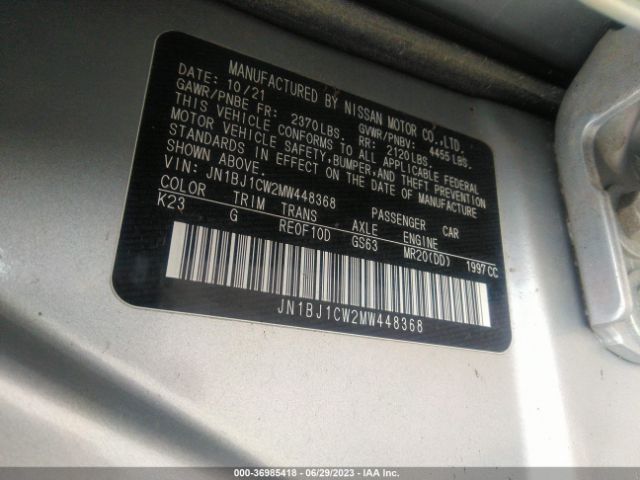 MANUFACTURED BY NISSAN MOTOR CO.,LTD.
DATE: 10/21
GAWR/PNBE FR: 2370LBS. GVWR/PNBV: 4455 LBS.
RR: 2120LBS.
THIS VEHICLE CONFORMS TO ALL APPLICABLE FEDERAL
MOTOR VEHICLE SAFETY,BUMPER,AND THEFT PREVENTION
STANDARDS IN EFFECT ON THE DATE OF MANUFACTURE
SHOWN ABOVE.
VIN: JN1BJ1CW2MW448368 PASSENGER CAR
COLOR TRIM TRANS AXLE ENGINE
K23 G RE0F10D GS63 MR20(DD) 1997CC
JN1BJ1CW2MW448368
000-36985418 - 06/29/2023 - IAA Inc.